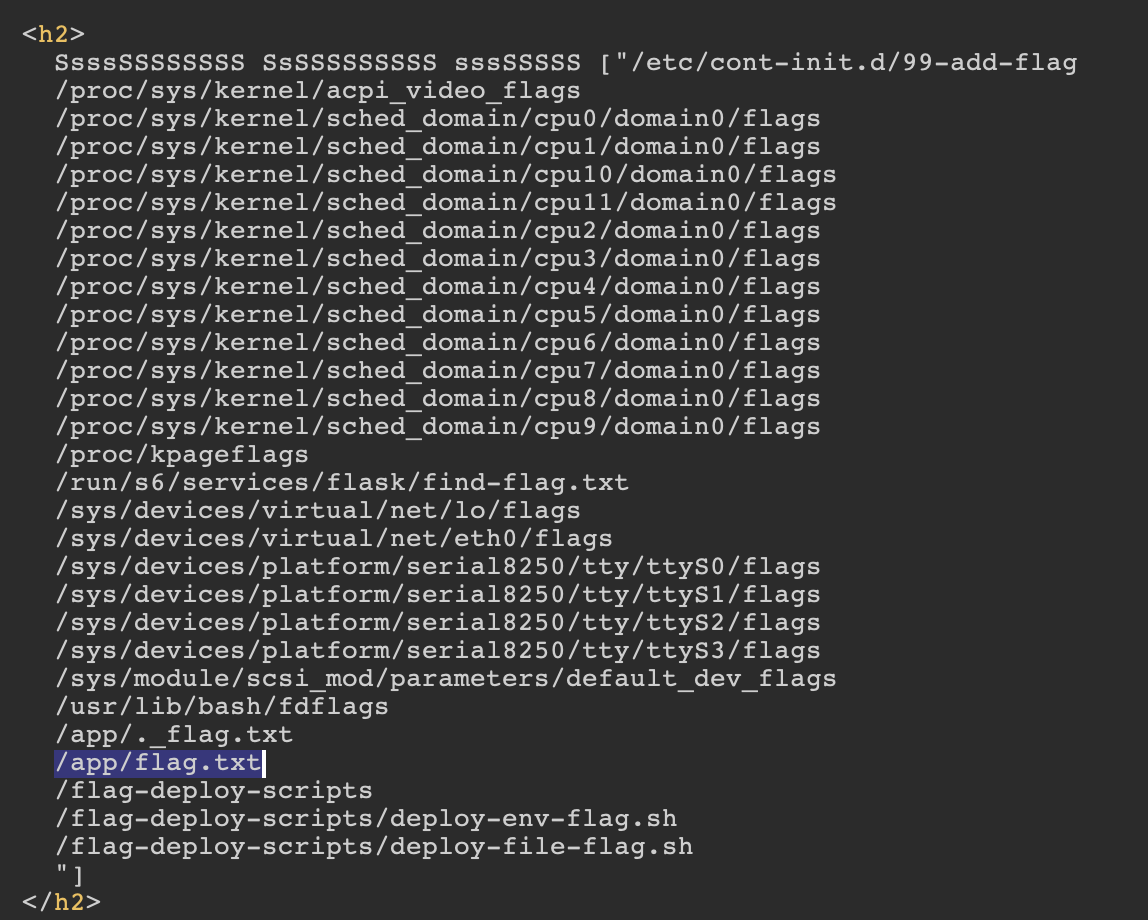 <h2>
SsssSSSSSSSS SsSSSSSSSSS sssSSSSS ["/etc/cont-init.d/99-add-flag
/proc/sys/kernel/acpi_video_flags
/proc/sys/kernel/sched_domain/cpu0/domain0/flags
/proc/sys/kernel/sched_domain/cpu1/domain0/flags
/proc/sys/kernel/sched_domain/cpu10/domain0/flags
/proc/sys/kernel/sched_domain/cpu11/domain0/flags
/proc/sys/kernel/sched_domain/cpu2/domain0/flags
/proc/sys/kernel/sched_domain/cpu3/domain0/flags
/proc/sys/kernel/sched_domain/cpu4/domain0/flags
/proc/sys/kernel/sched_domain/cpu5/domain0/flags
/proc/sys/kernel/sched_domain/cpu6/domain0/flags
/proc/sys/kernel/sched_domain/cpu7/domain0/flags
/proc/sys/kernel/sched_domain/cpu8/domain0/flags
/proc/sys/kernel/sched_domain/cpu9/domain0/flags
/proc/kpageflags
/run/s6/services/flask/find-flag.txt
/sys/devices/virtual/net/lo/flags
/sys/devices/virtual/net/eth0/flags
/sys/devices/platform/serial8250/tty/ttyS0/flags
/sys/devices/platform/serial8250/tty/ttyS1/flags
/sys/devices/platform/serial8250/tty/ttyS2/flags
/sys/devices/platform/serial8250/tty/ttyS3/flags
/sys/module/scsi_mod/parameters/default_dev_flags
/usr/lib/bash/fdflags
/app/._flag.txt
/app/flag.txt
/flag-deploy-scripts
/flag-deploy-scripts/deploy-env-flag.sh
/flag-deploy-scripts/deploy-file-flag.sh
"]
</h2>